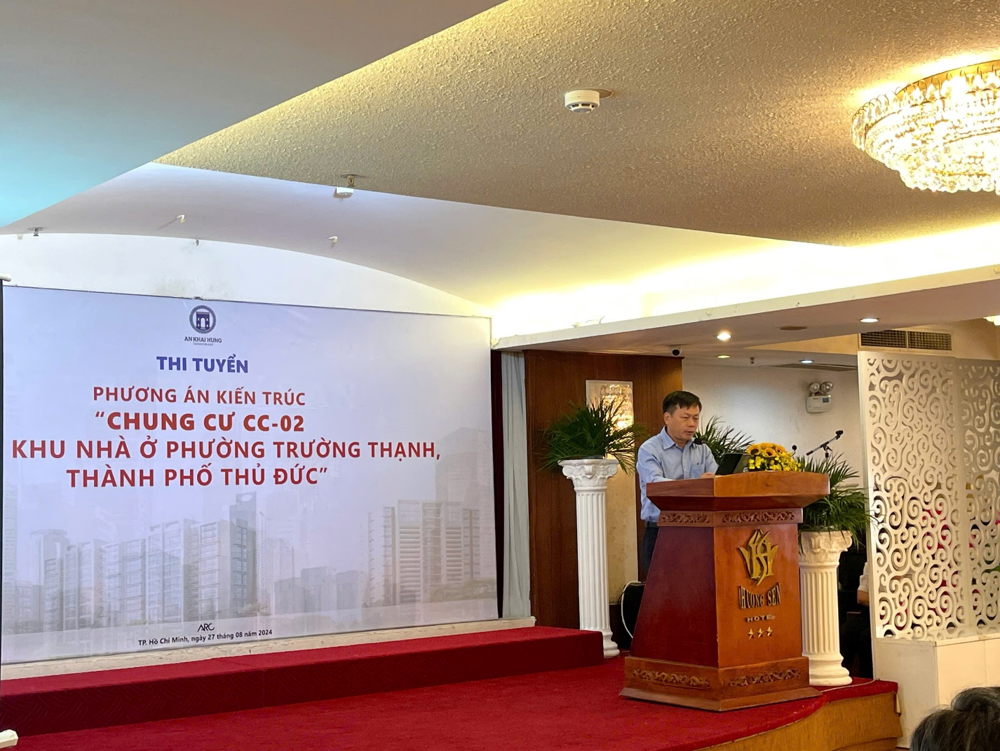 AN KHAI HUNG
Investment
THI TUYỂN
PHƯƠNG ÁN KIẾN TRÚC
“CHUNG CƯ CC-02
KHU NHÀ Ở PHƯỜNG TRƯỜNG THẠNH,
THÀNH PHỐ THỦ ĐỨC”
ARC
TP. Hồ Chí Minh, ngày 27 tháng 08 năm 2024
HUONG SEN
HOTEL